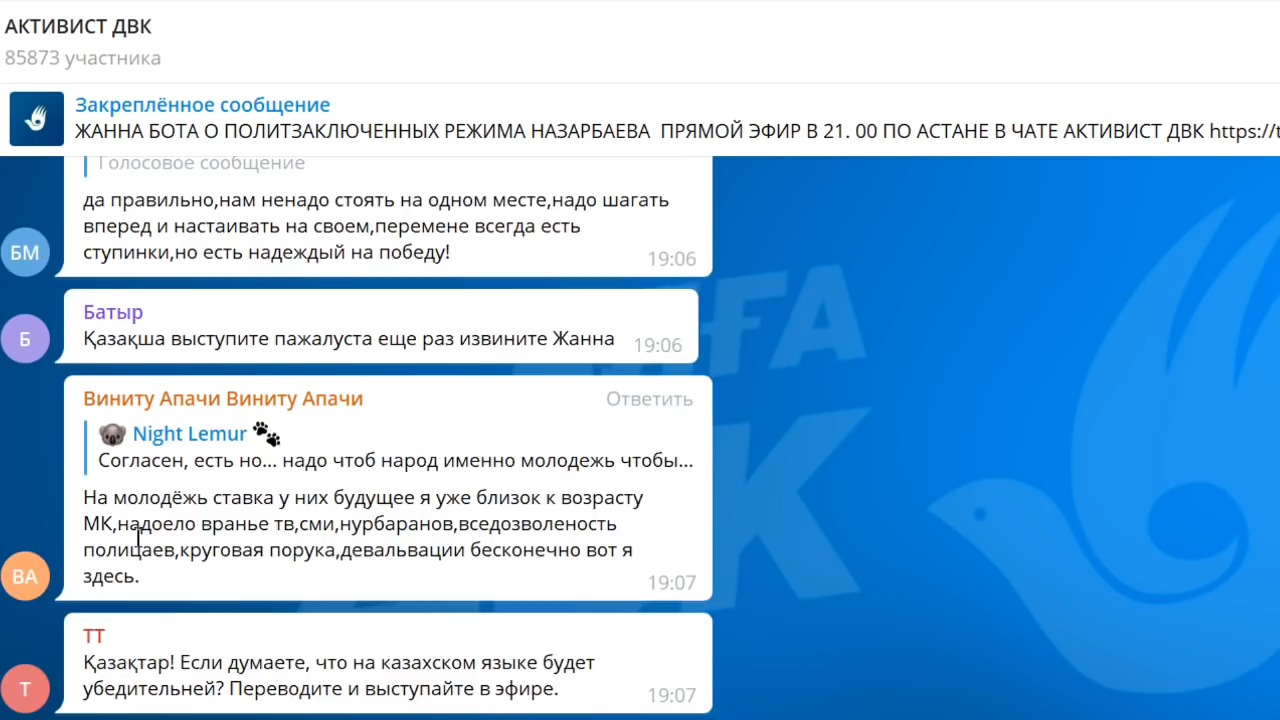 АКТИВИСТ ДВК
85873 участника
Закреплённое сообщение
ЖАННА БОТА О ПОЛИТЗАКЛЮЧЕННЫХ РЕЖИМА НАЗАРБАЕВА ПРЯМОЙ ЭФИР В 21. 00 ПО АСТАНЕ В ЧАТЕ АКТИВИСТ ДВК https://t
Голосовое сообщение
да правильно,нам ненадо стоять на одном месте,надо шагать
вперед и настаивать на своем,перемене всегда есть
ступинки,но есть надеждый на победу!
19:06
БМ
Батыр
Қазақша выступите пажалуста еще раз извините Жанна
19:06
Б
Виниту Апачи Виниту Апачи
Ответить
Night Lemur
Согласен, есть но... надо чтоб народ именно молодежь чтобы...
На молодёжь ставка у них будущее я уже близок к возрасту
МК,надоело вранье тв,сми,нурбаранов,вседозволеность
полицаев,круговая порука,девальвации бесконечно вот я
здесь.
19:07
ВА
ТТ
Қазақтар! Если думаете, что на казахском языке будет
убедительней? Переводите и выступайте в эфире.
19:07
Т